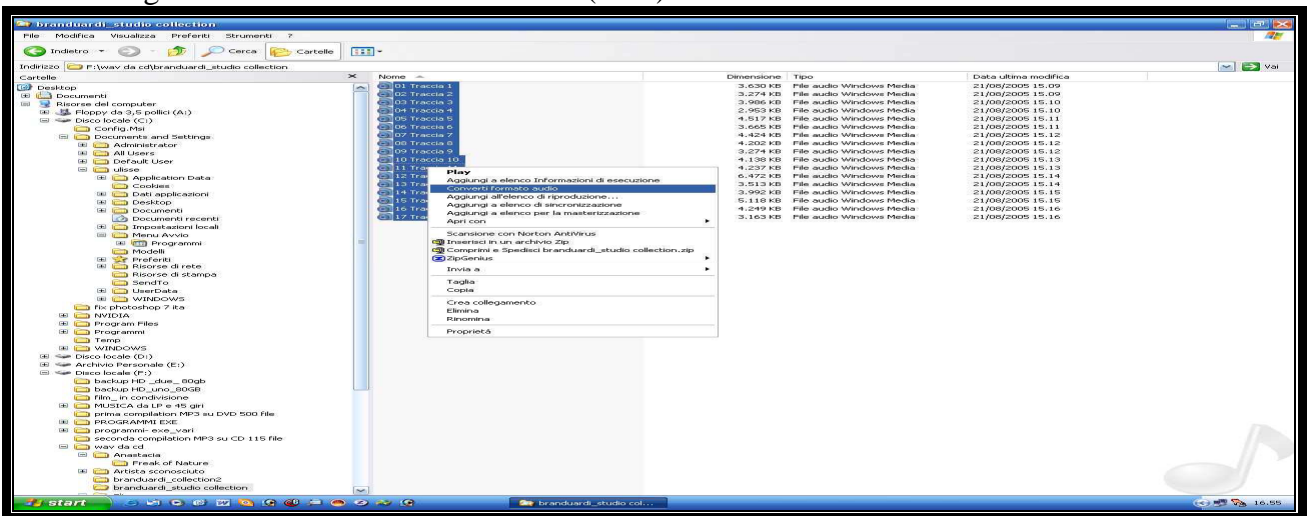 branduardi_studio collection
File Modifica Visualizza Preferiti Strumenti ?
Indietro Cerca Cartelle
Indirizzo F:\wav da cd\branduardi_studio collection Vai
Cartelle
Desktop
Documenti
Risorse del computer
Floppy da 3,5 pollici (A:)
Disco locale (C:)
Config.Msi
Documents and Settings
Administrator
All Users
Default User
ulisse
Application Data
Cookies
Dati applicazioni
Desktop
Documenti
Documenti recenti
Impostazioni locali
Menu Avvio
Programmi
Modelli
Preferiti
Risorse di rete
Risorse di stampa
SendTo
UserData
WINDOWS
fix photoshop 7 ita
NVIDIA
Program Files
Programmi
Temp
WINDOWS
Disco locale (D:)
Archivio Personale (E:)
Disco locale (F:)
backup HD _due_ 80gb
backup HD_uno_80GB
film_ in condivisione
MUSICA da LP e 45 giri
prima compilation MP3 su DVD 500 file
PROGRAMMI EXE
programmi- exe_vari
seconda compilation MP3 su CD 115 file
wav da cd
Anastacia
Freak of Nature
Artista sconosciuto
branduardi_collection2
branduardi_studio collection
Nome Dimensione Tipo Data ultima modifica
01 Traccia 1 3.630 KB File audio Windows Media 21/08/2005 15.09
02 Traccia 2 3.274 KB File audio Windows Media 21/08/2005 15.09
03 Traccia 3 3.986 KB File audio Windows Media 21/08/2005 15.10
04 Traccia 4 2.953 KB File audio Windows Media 21/08/2005 15.10
05 Traccia 5 4.517 KB File audio Windows Media 21/08/2005 15.11
06 Traccia 6 3.665 KB File audio Windows Media 21/08/2005 15.11
07 Traccia 7 4.424 KB File audio Windows Media 21/08/2005 15.12
08 Traccia 8 4.202 KB File audio Windows Media 21/08/2005 15.12
09 Traccia 9 3.274 KB File audio Windows Media 21/08/2005 15.12
10 Traccia 10 4.138 KB File audio Windows Media 21/08/2005 15.13
11 Tra 4.237 KB File audio Windows Media 21/08/2005 15.13
12 Tra 6.472 KB File audio Windows Media 21/08/2005 15.14
13 Tra 3.513 KB File audio Windows Media 21/08/2005 15.14
14 Tra 3.992 KB File audio Windows Media 21/08/2005 15.15
15 Tra 5.118 KB File audio Windows Media 21/08/2005 15.15
16 Tra 4.249 KB File audio Windows Media 21/08/2005 15.16
17 Tra 3.163 KB File audio Windows Media 21/08/2005 15.16
Play
Aggiungi a elenco Informazioni di esecuzione
Converti formato audio
Aggiungi all'elenco di riproduzione...
Aggiungi a elenco di sincronizzazione
Aggiungi a elenco per la masterizzazione
Apri con
Scansione con Norton AntiVirus
Inserisci in un archivio Zip
Comprimi e Spedisci branduardi_studio collection.zip
ZipGenius
Invia a
Taglia
Copia
Crea collegamento
Elimina
Rinomina
Proprietà
start branduardi_studio col... 16.55